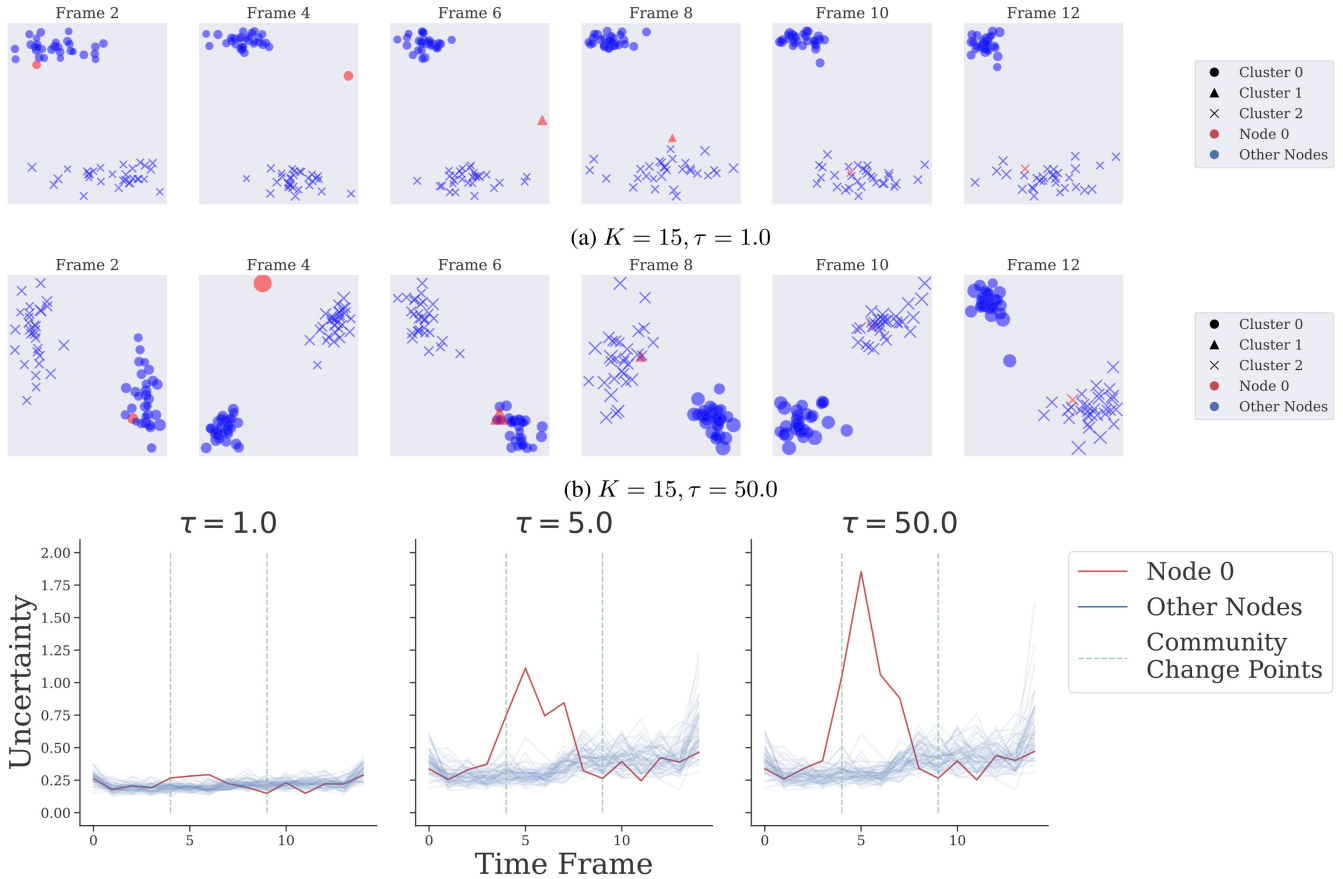 Frame 2 Frame 4 Frame 6 Frame 8 Frame 10 Frame 12
Cluster 0
Cluster 1
Cluster 2
Node 0
Other Nodes
(a) K = 15, τ = 1.0
Frame 2 Frame 4 Frame 6 Frame 8 Frame 10 Frame 12
Cluster 0
Cluster 1
Cluster 2
Node 0
Other Nodes
(b) K = 15, τ = 50.0
τ = 1.0 τ = 5.0 τ = 50.0
Uncertainty
2.00
1.75
1.50
1.25
1.00
0.75
0.50
0.25
0.00
0 5 10 0 5 10 0 5 10
Time Frame
Node 0
Other Nodes
Community
Change Points